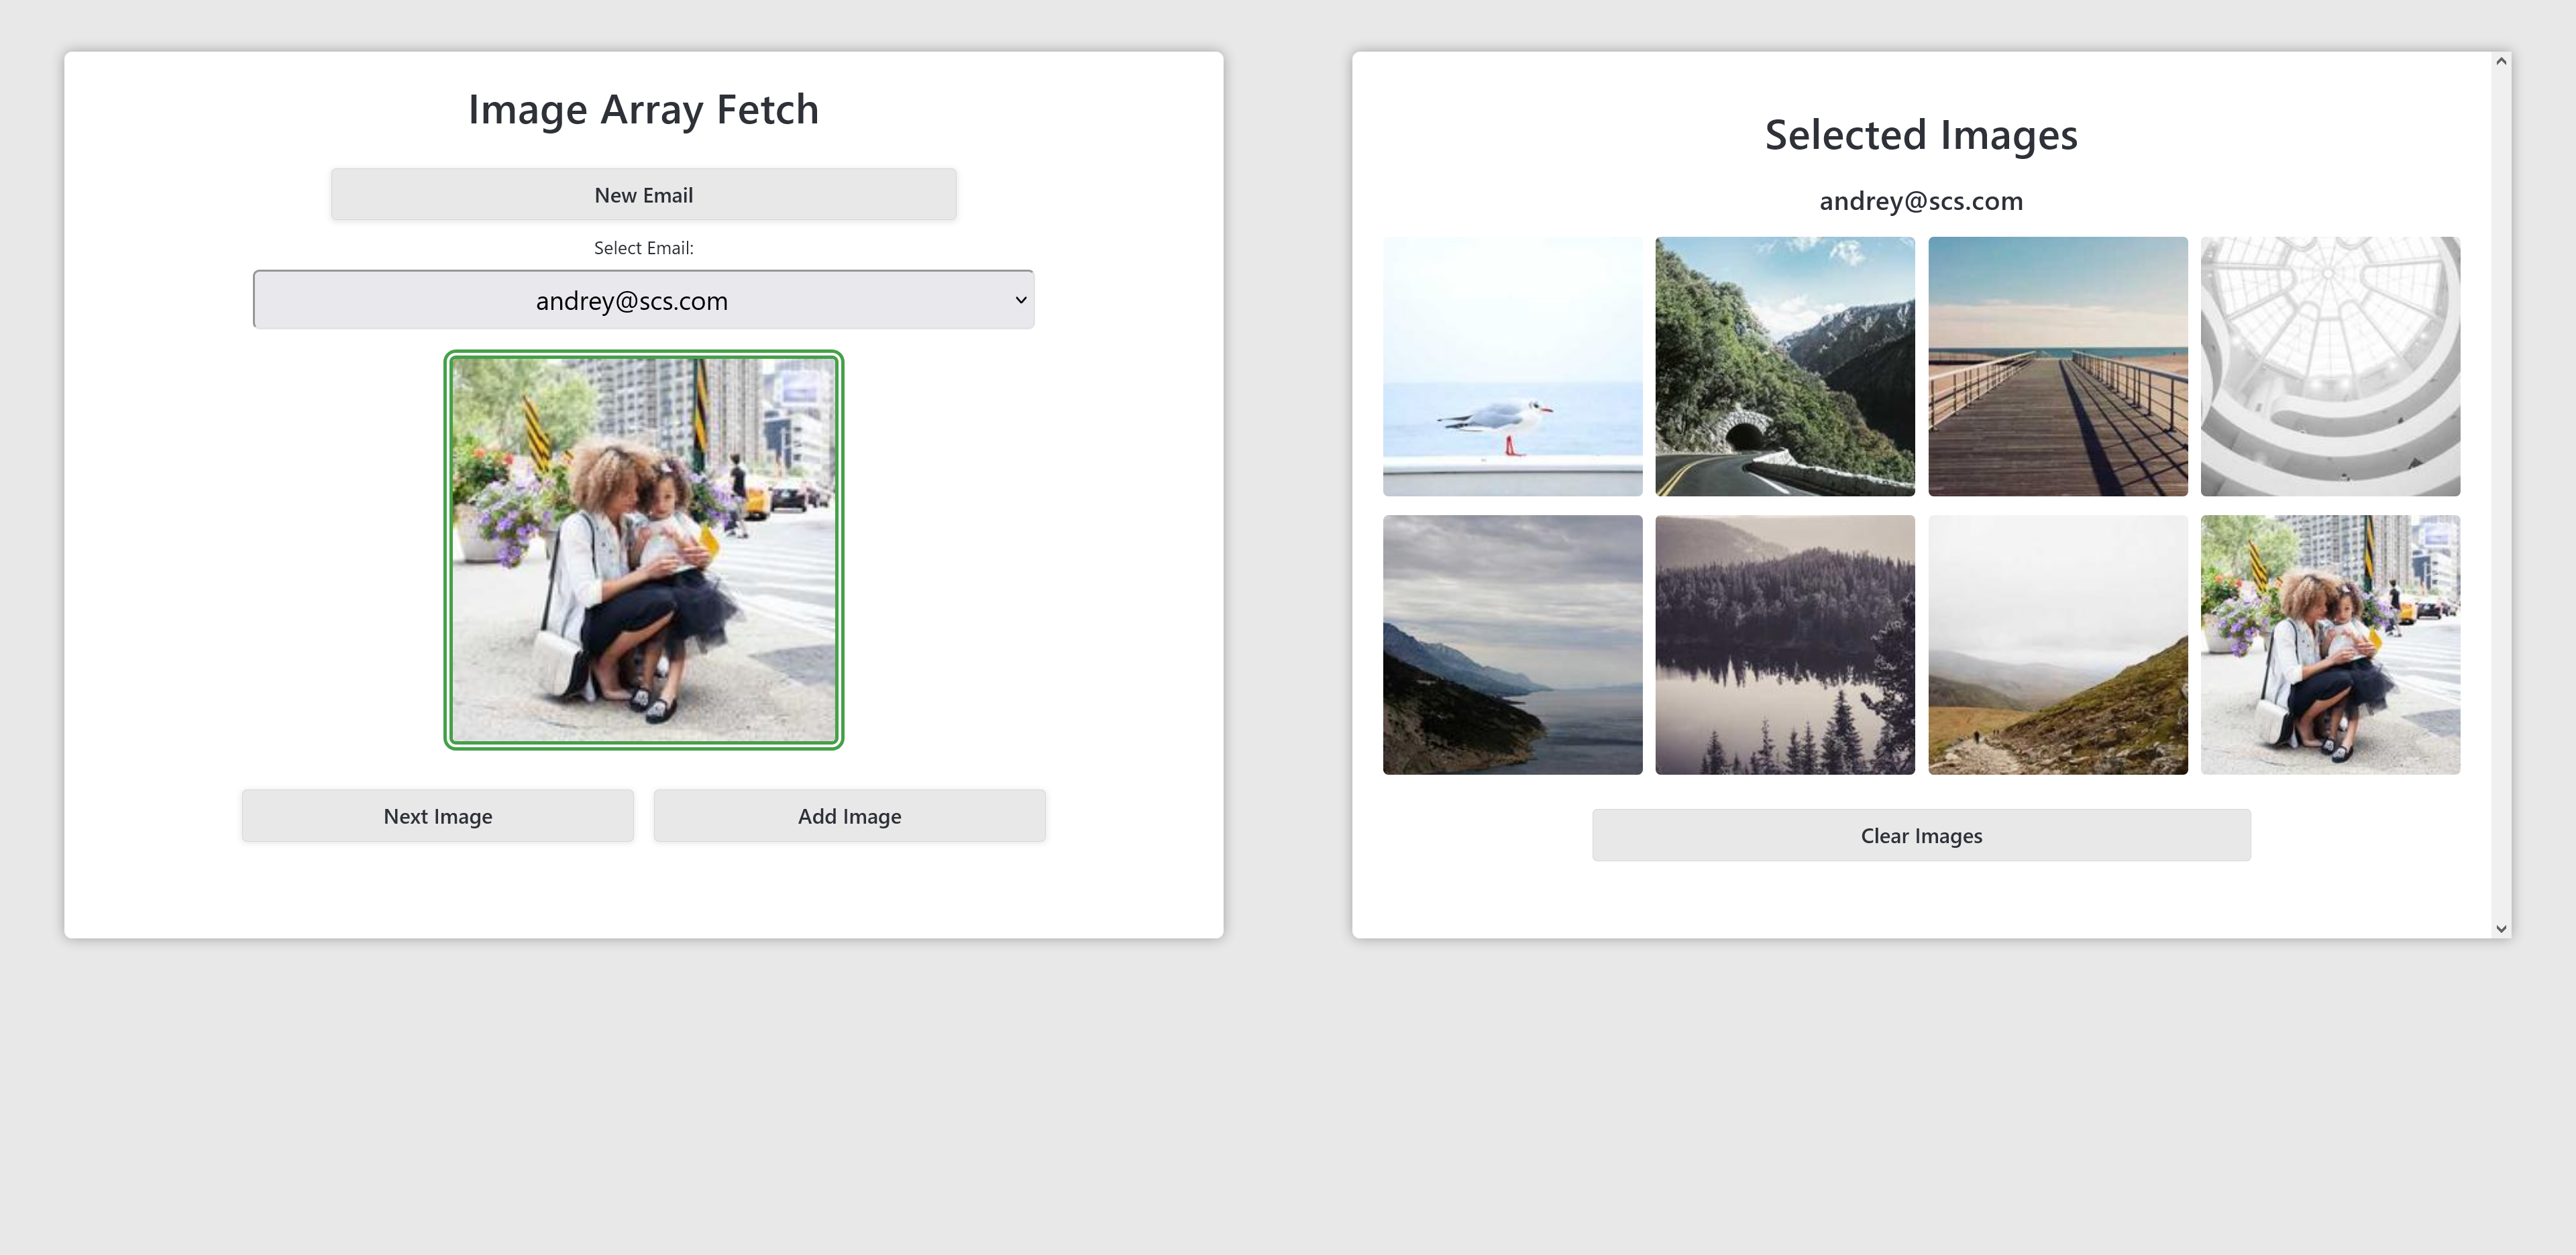 Image Array Fetch
New Email
Select Email:
andrey@scs.com
Next Image
Add Image
Selected Images
andrey@scs.com
Clear Images